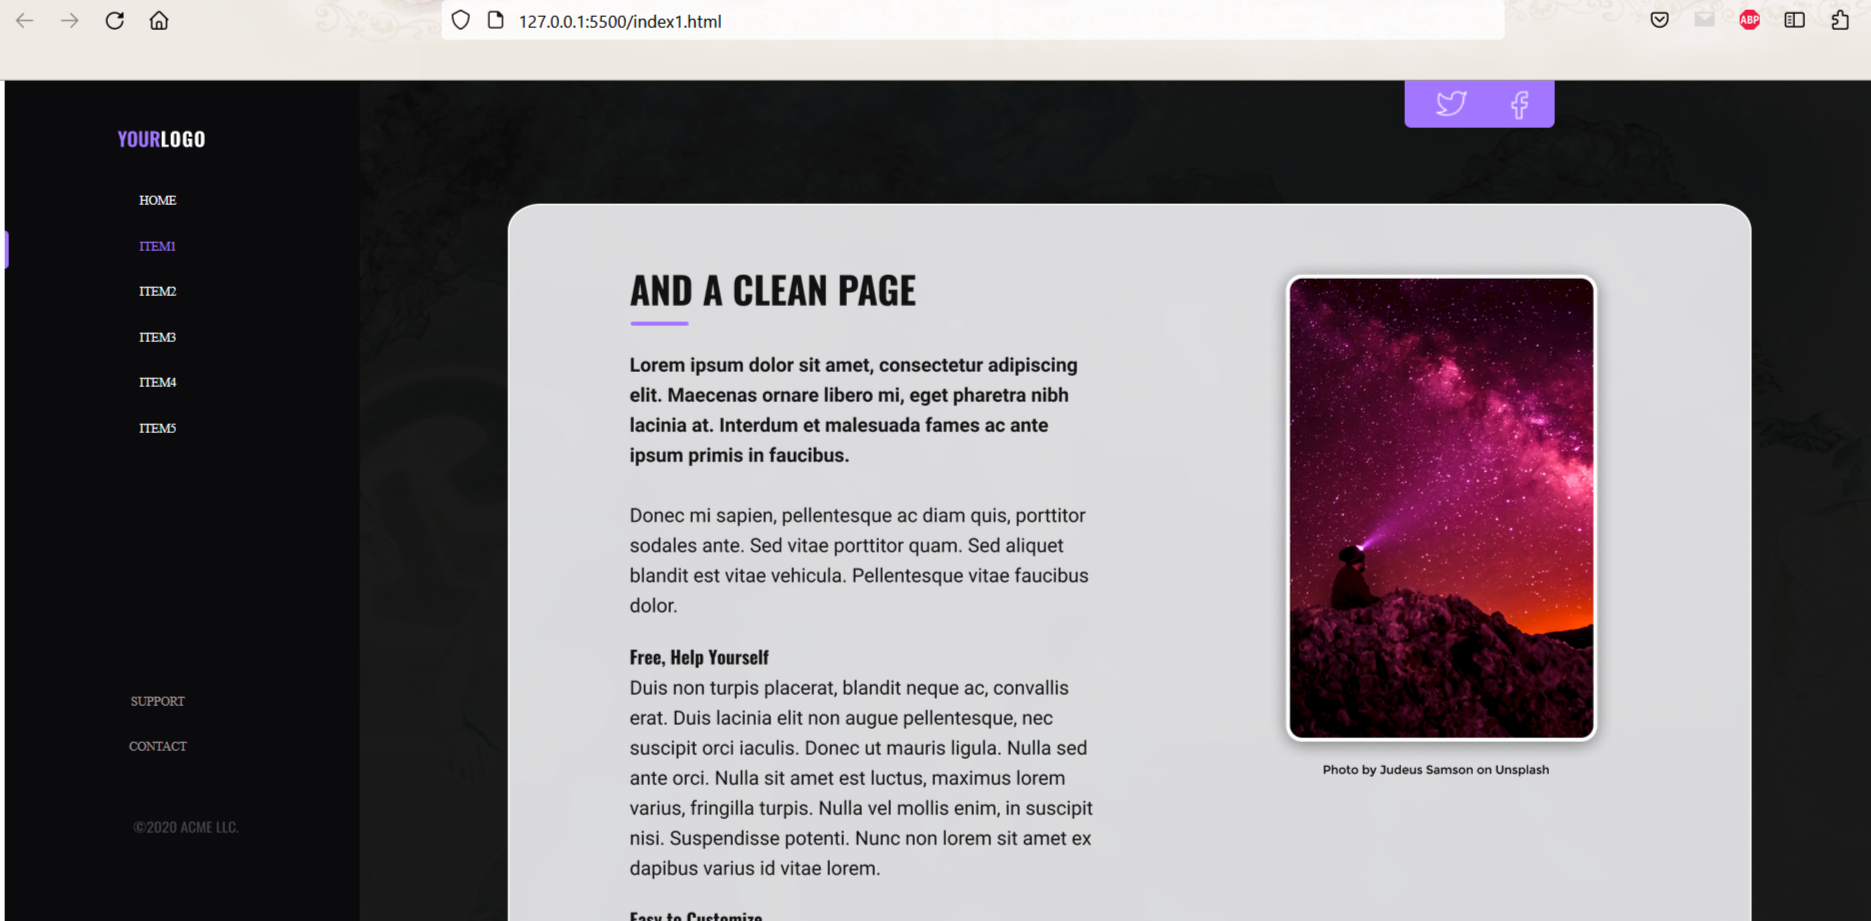 127.0.0.1:5500/index1.html
ABP
YOURLOGO
HOME
ITEM1
ITEM2
ITEM3
ITEM4
ITEM5
SUPPORT
CONTACT
©2020 ACME LLC.
AND A CLEAN PAGE
Lorem ipsum dolor sit amet, consectetur adipiscing
elit. Maecenas ornare libero mi, eget pharetra nibh
lacinia at. Interdum et malesuada fames ac ante
ipsum primis in faucibus.
Donec mi sapien, pellentesque ac diam quis, porttitor
sodales ante. Sed vitae porttitor quam. Sed aliquet
blandit est vitae vehicula. Pellentesque vitae faucibus
dolor.
Free, Help Yourself
Duis non turpis placerat, blandit neque ac, convallis
erat. Duis lacinia elit non augue pellentesque, nec
suscipit orci iaculis. Donec ut mauris ligula. Nulla sed
ante orci. Nulla sit amet est luctus, maximus lorem
varius, fringilla turpis. Nulla vel mollis enim, in suscipit
nisi. Suspendisse potenti. Nunc non lorem sit amet ex
dapibus varius id vitae lorem.
Easy to Customize
Photo by Judeus Samson on Unsplash